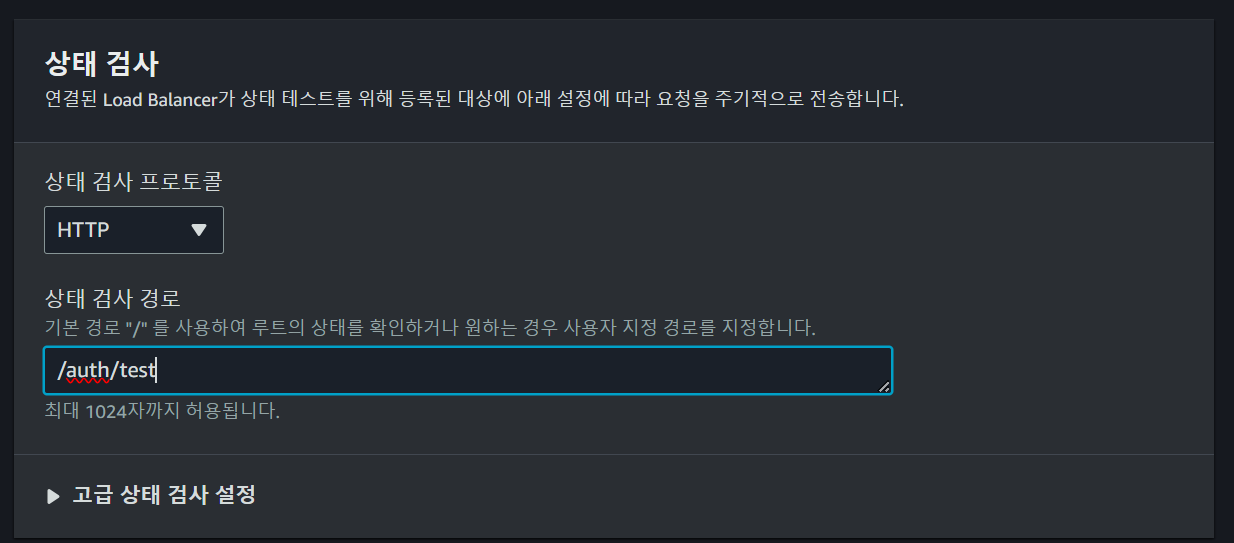 상태 검사
연결된 Load Balancer가 상태 테스트를 위해 등록된 대상에 아래 설정에 따라 요청을 주기적으로 전송합니다.
상태 검사 프로토콜
HTTP
상태 검사 경로
기본 경로 "/" 를 사용하여 루트의 상태를 확인하거나 원하는 경우 사용자 지정 경로를 지정합니다.
/auth/test
최대 1024자까지 허용됩니다.
고급 상태 검사 설정